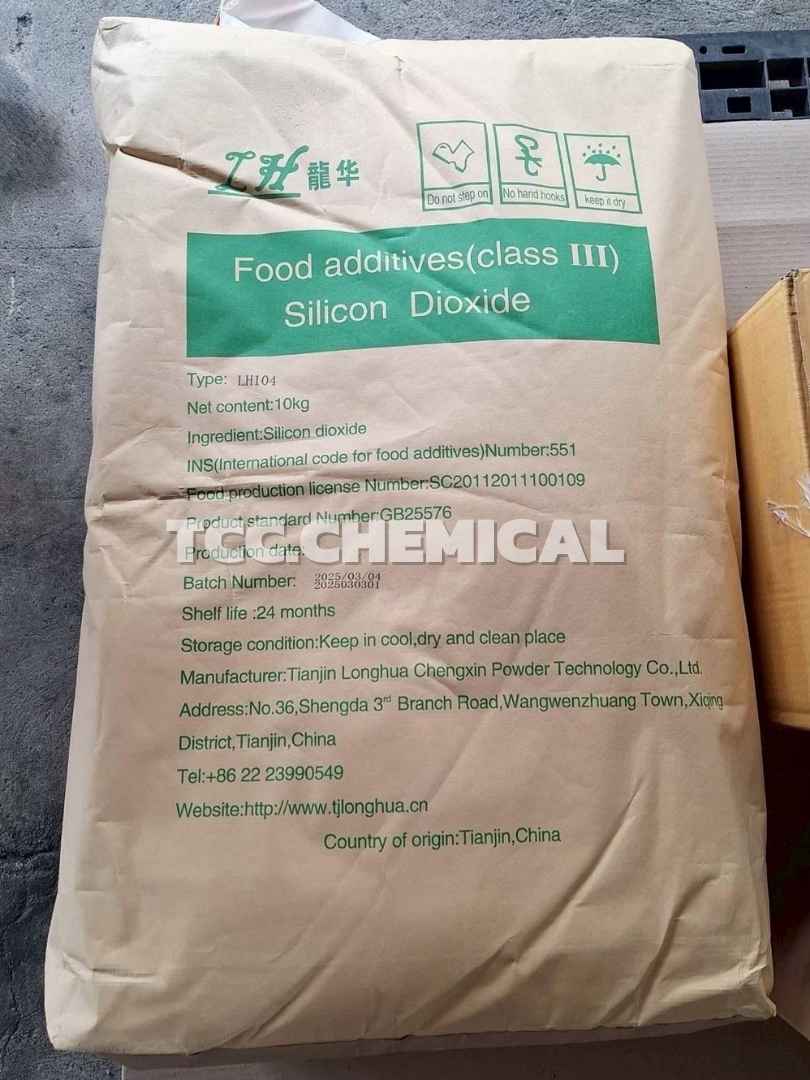 LH 龍华
Do not step on
No hand hooks
keep it dry
Food additives(class III)
Silicon Dioxide
Type: LH104
Net content:10kg
Ingredient:Silicon dioxide
INS(International code for food additives)Number:551
Food production license Number:SC20112011100109
Product standard Number:GB25576
TCC CHEMICAL
Production date:
2025/03/04
Batch Number: 2025030301
Shelf life :24 months
Storage condition:Keep in cool,dry and clean place
Manufacturer:Tianjin Longhua Chengxin Powder Technology Co.,Ltd.
Address:No.36,Shengda 3rd Branch Road,Wangwenzhuang Town,Xiqing
District,Tianjin,China
Tel:+86 22 23990549
Website:http://www.tjlonghua.cn
Country of origin:Tianjin,China